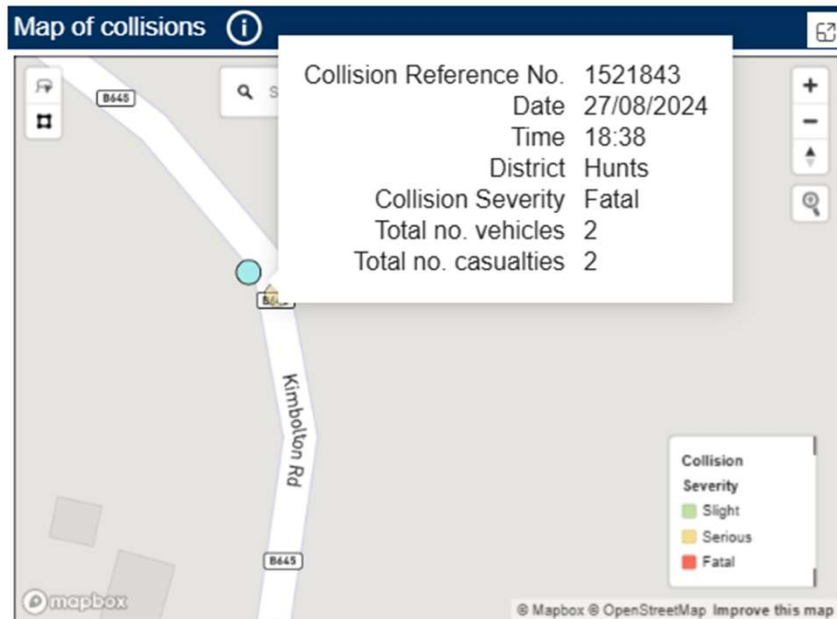 Map of collisions
B645
S
Collision Reference No. 1521843
Date 27/08/2024
Time 18:38
District Hunts
Collision Severity Fatal
Total no. vehicles 2
Total no. casualties 2
Kimbolton Rd
B645
Collision
Severity
Slight
Serious
Fatal
mapbox
© Mapbox © OpenStreetMap Improve this map